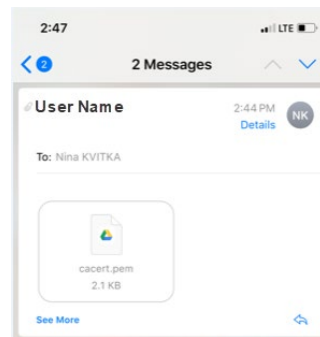 2:47
LTE
2
2 Messages
User Name
2:44 PM
NK
Details
To: Nina KVITKA
cacert.pem
2.1 KB
See More